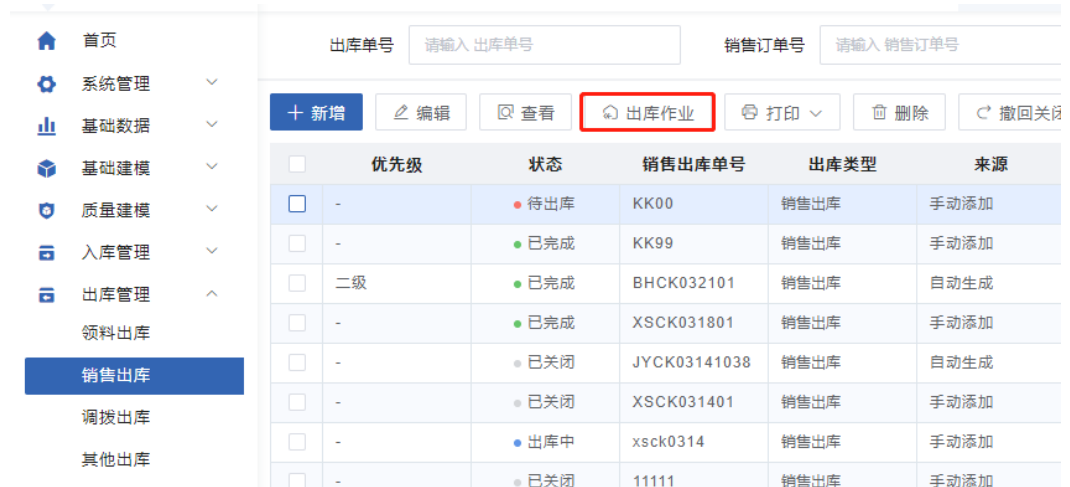 首页
系统管理
基础数据
基础建模
质量建模
入库管理
出库管理
领料出库
销售出库
调拨出库
其他出库
出库单号 请输入 出库单号 销售订单号 请输入 销售订单号
新增 编辑 查看 出库作业 打印 删除 撤回关闭
优先级 状态 销售出库单号 出库类型 来源
- 待出库 KK00 销售出库 手动添加
- 已完成 KK99 销售出库 手动添加
二级 已完成 BHCK032101 销售出库 自动生成
- 已完成 XSCK031801 销售出库 手动添加
- 已关闭 JYCK03141038 销售出库 自动生成
- 已关闭 XSCK031401 销售出库 手动添加
- 出库中 xsck0314 销售出库 手动添加
- 已关闭 11111 销售出库 手动添加